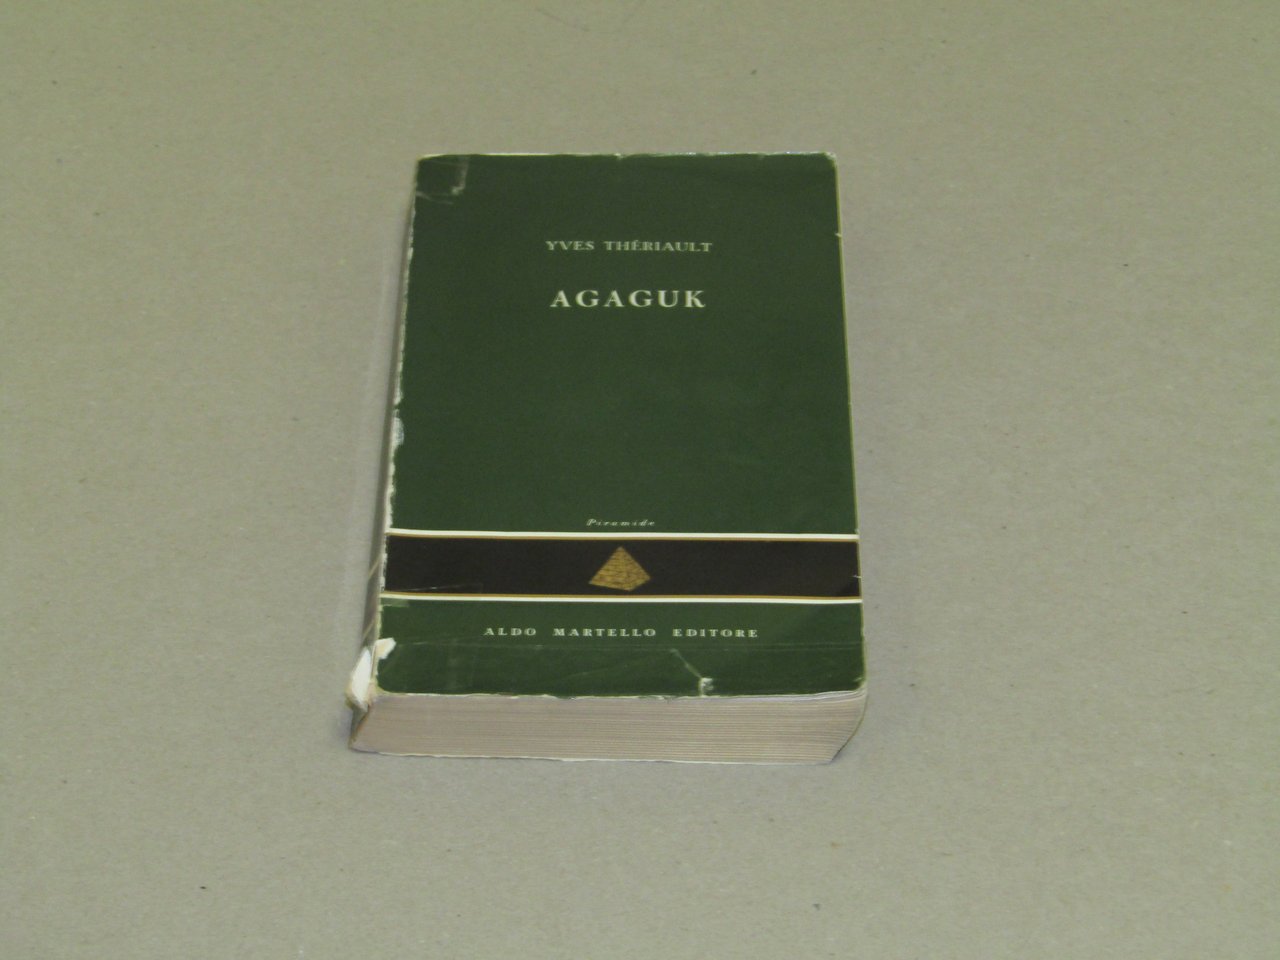 YVES THÉRIAULT
AGAGUK
Piramide
ALDO MARTELLO EDITORE